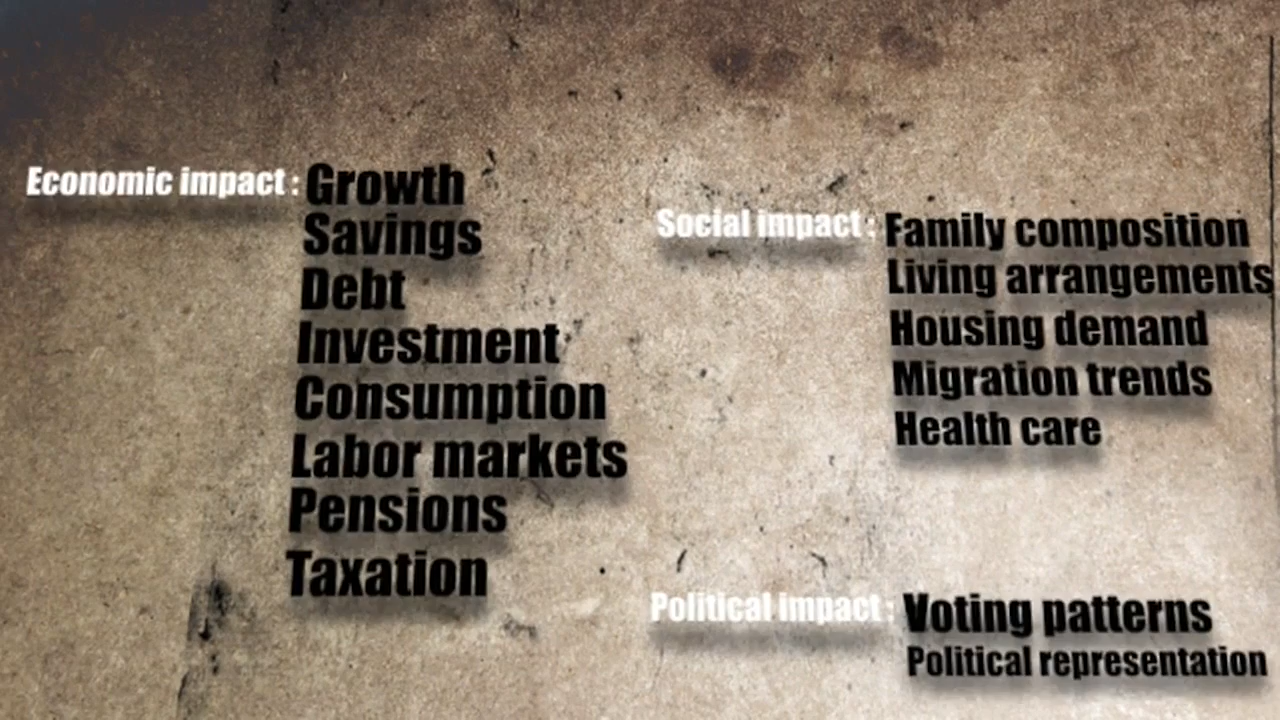 Economic impact : Growth
Savings
Debt
Investment
Consumption
Labor markets
Pensions
Taxation
Social impact : Family composition
Living arrangements
Housing demand
Migration trends
Health care
Political impact : Voting patterns
Political representation